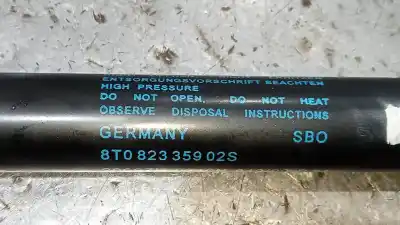 ENTSORGUNGSVORSCHRIFT BEACHTEN
HIGH PRESSURE
DO NOT OPEN, DO NOT HEAT
OBSERVE DISPOSAL INSTRUCTIONS
GERMANY SBO
8T0 823 359 02S